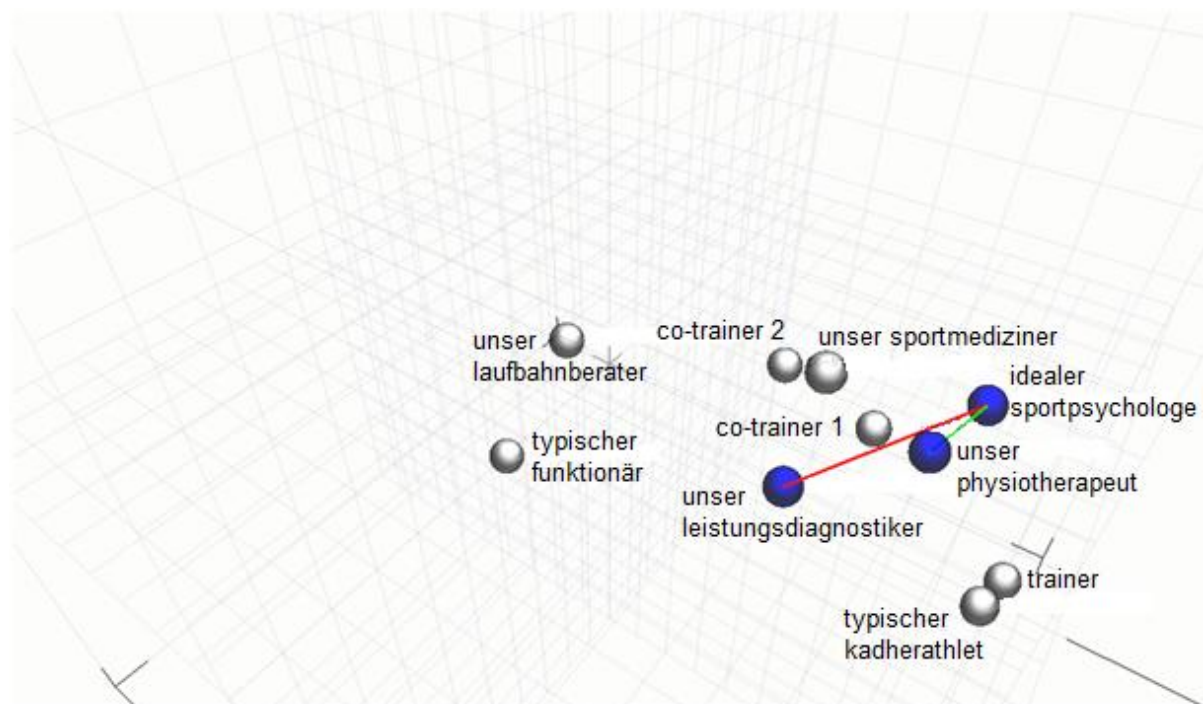 unser
laufbahnberater
co-trainer 2
unser sportmediziner
idealer
sportpsychologe
co-trainer 1
typischer
funktionär
unser
physiotherapeut
unser
leistungsdiagnostiker
trainer
typischer
kadherathlet